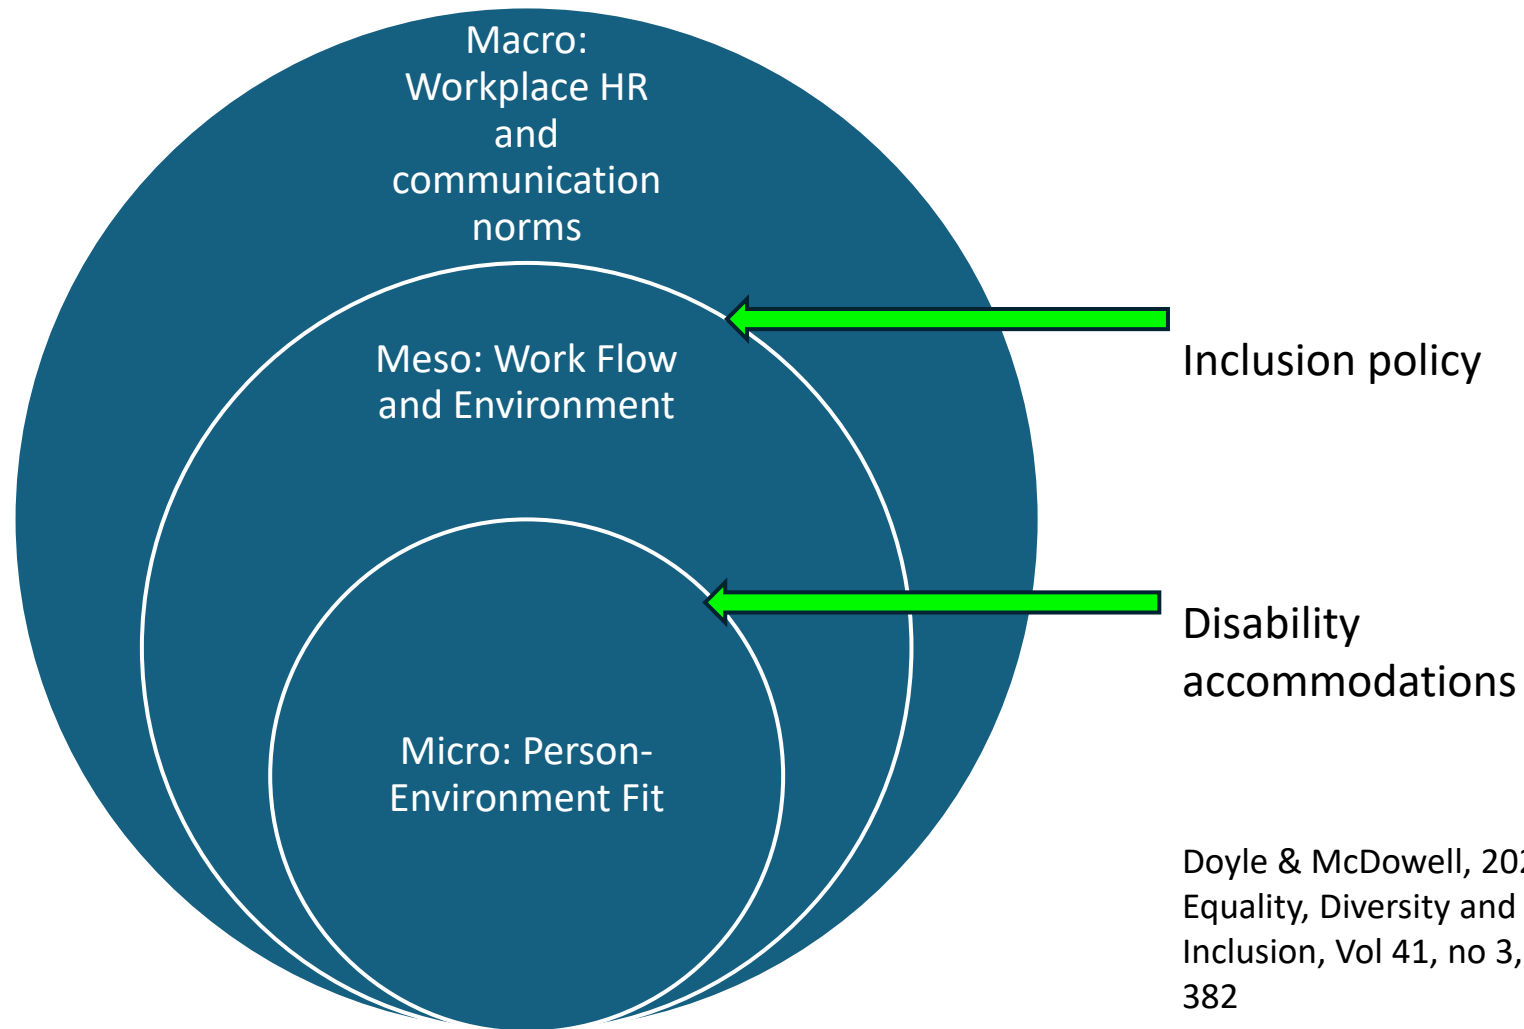 Macro:
Workplace HR
and
communication
norms
Meso: Work Flow
and Environment
Micro: Person-
Environment Fit
Inclusion policy
Disability
accommodations
Doyle & McDowell,
Equality, Diversity and
Inclusion, Vol 41, no 3,
382